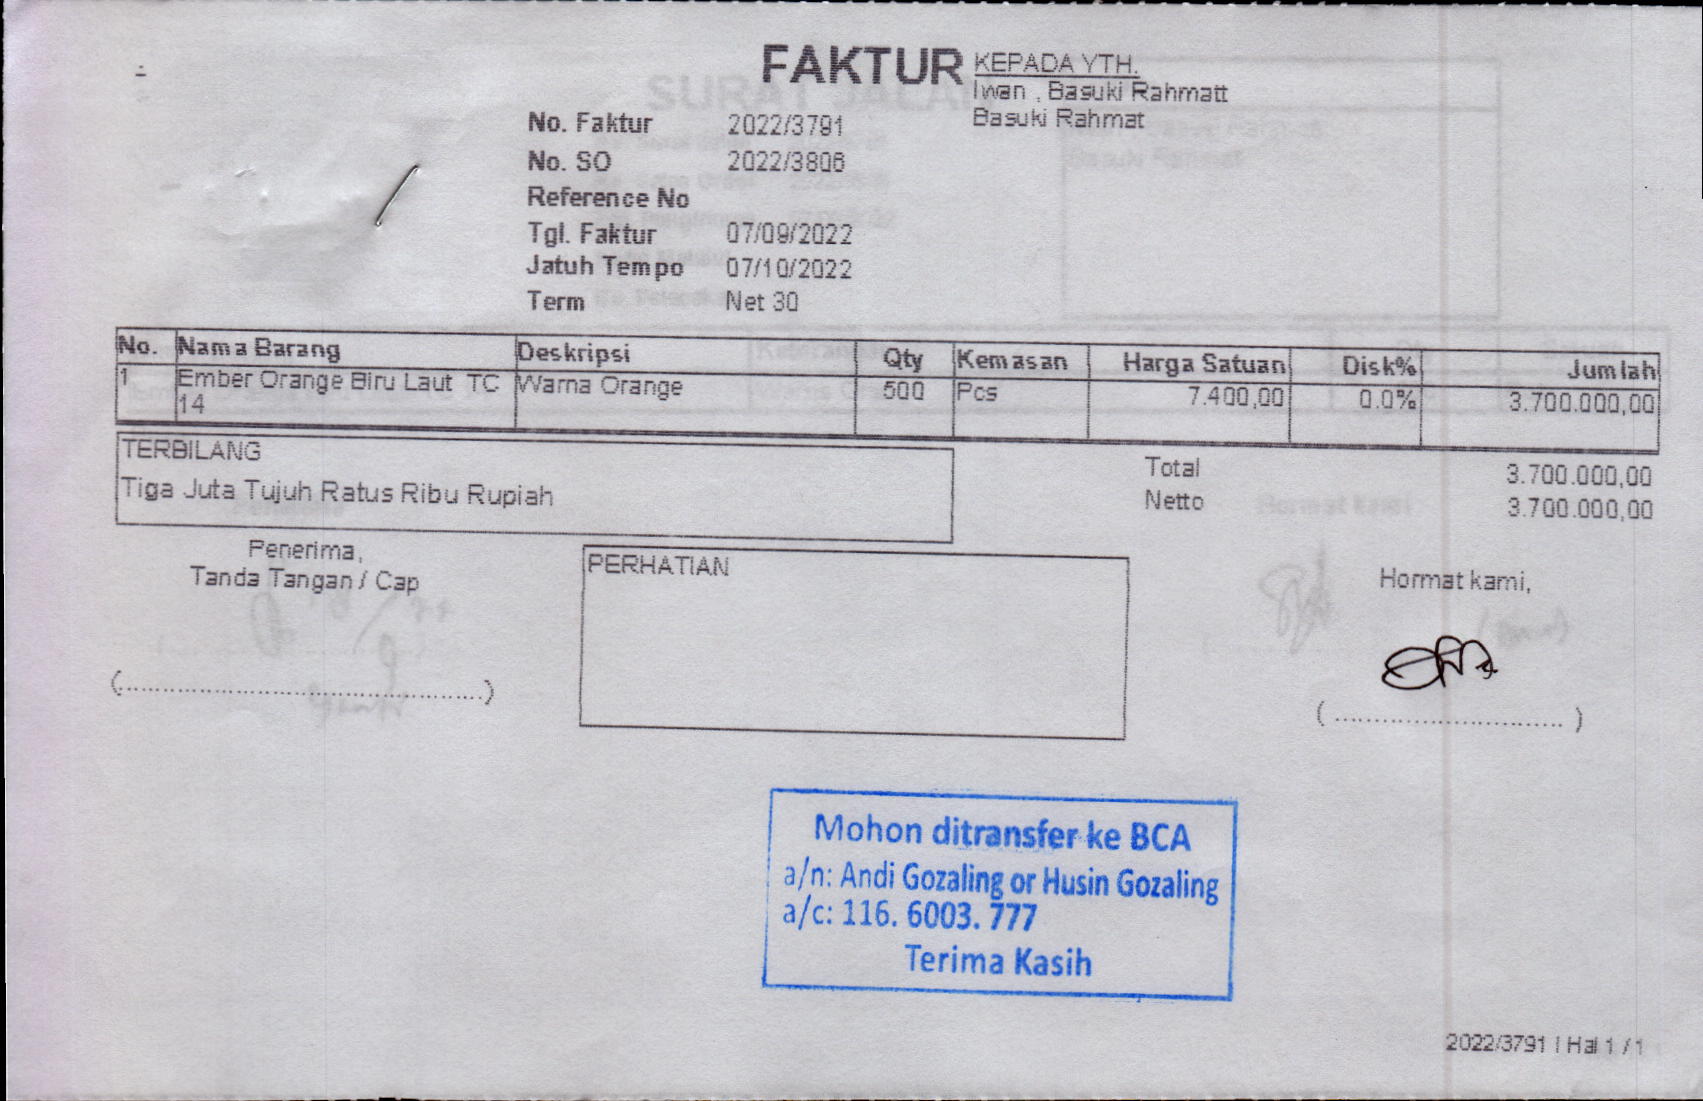 FAKTUR
KEPADA YTH.
Iwan , Basuki Rahmatt
Basuki Rahmat
No. Faktur 2022/3791
No. SO 2022/3806
Reference No
Tgl. Faktur 07/09/2022
Jatuh Tempo 07/10/2022
Term Net 30
No. Nama Barang Deskripsi Qty Kemasan Harga Satuan Disk% Jumlah
1 Ember Orange Biru Laut TC Warna Orange 500 Pcs 7.400,00 0.0% 3.700.000,00
14
TERBILANG
Tiga Juta Tujuh Ratus Ribu Rupiah
Total 3.700.000,00
Netto 3.700.000,00
Penerima,
Tanda Tangan / Cap
(................................................)
PERHATIAN
Hormat kami,
( ............................. )
Mohon ditransfer ke BCA
a/n: Andi Gozaling or Husin Gozaling
a/c: 116. 6003. 777
Terima Kasih
2022/3791 | Hal 1 / 1